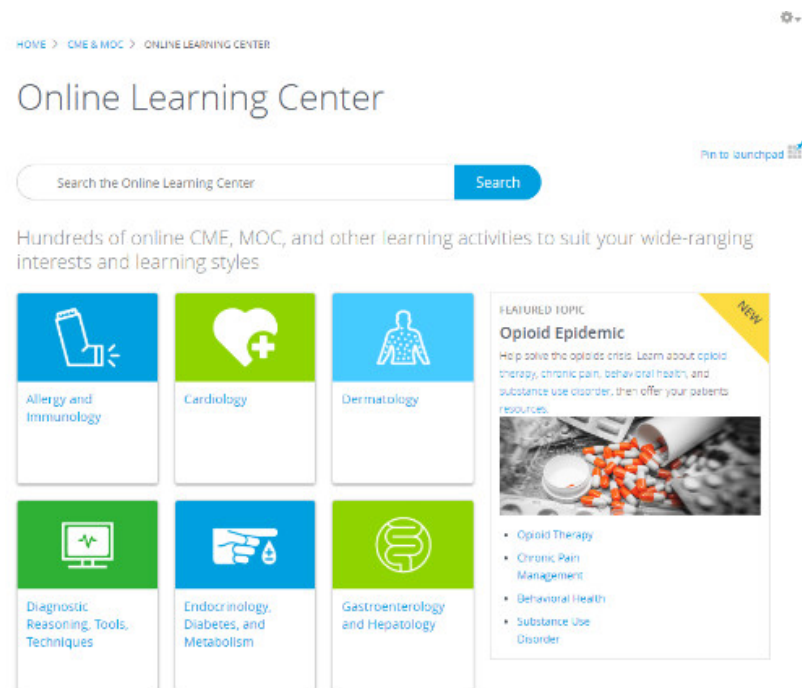 HOME > CME & MOC > ONLINE LEARNING CENTER
Online Learning Center
Pin to launchpad
Search the Online Learning Center
Search
Hundreds of online CME, MOC, and other learning activities to suit your wide-ranging
interests and learning styles
Allergy and
Immunology
Cardiology
Dermatology
FEATURED TOPIC
NEW
Opioid Epidemic
Help solve the opioids crisis. Learn about opioid
therapy, chronic pain, behavioral health, and
substance use disorder, then offer your patients
resources.
Diagnostic
Reasoning, Tools,
Techniques
Endocrinology,
Diabetes, and
Metabolism
Gastroenterology
and Hepatology
• Opioid Therapy
• Chronic Pain
Management
• Behavioral Health
• Substance Use
Disorder